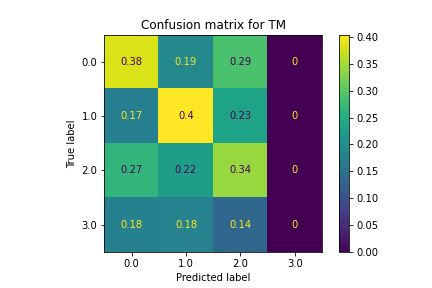 Confusion matrix for TM
0.0 0.38 0.19 0.29 0
1.0 0.17 0.4 0.23 0
2.0 0.27 0.22 0.34 0
3.0 0.18 0.18 0.14 0
0.0 1.0 2.0 3.0
True label
Predicted label
0.40
0.35
0.30
0.25
0.20
0.15
0.10
0.05
0.00